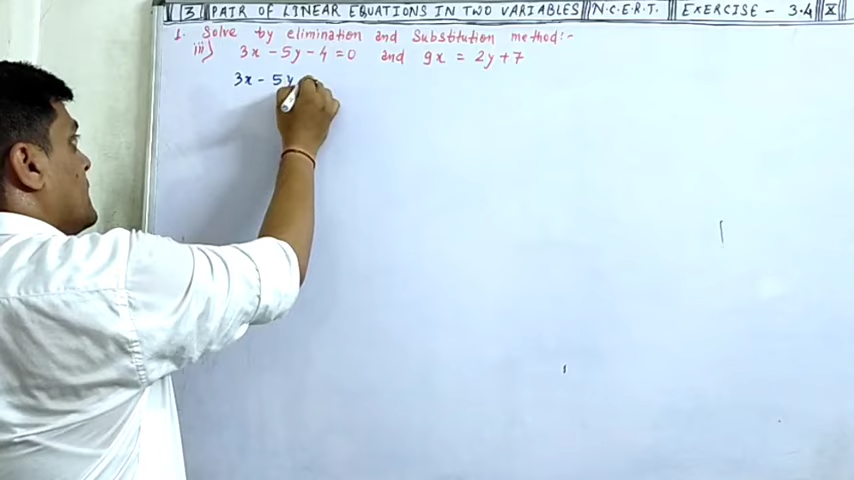 3 PAIR OF LINEAR EQUATIONS IN TWO VARIABLES N.C.E.R.T. EXERCISE - 3.4 X
1. Solve by elimination and Substitution method:-
iii) 3x - 5y - 4 = 0 and 9x = 2y + 7
3x - 5y